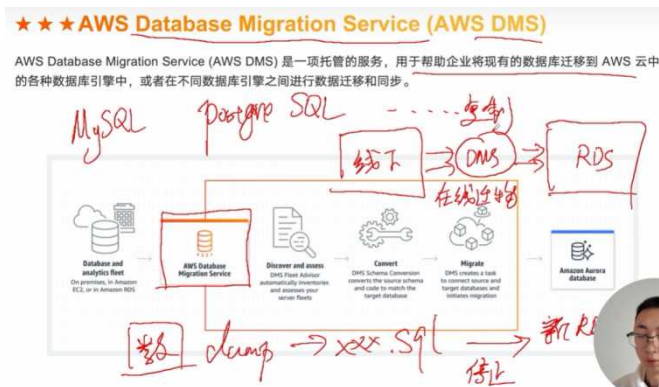 ★★★AWS Database Migration Service (AWS DMS)
AWS Database Migration Service (AWS DMS) 是一项托管的服务，用于帮助企业将现有的数据库迁移到 AWS 云中
的各种数据库引擎中，或者在不同数据库引擎之间进行数据迁移和同步。
MySQL
PostgreSQL
复制
线下
DMS
RDS
在线迁移
Database and
analytics fleet
On premises, in Amazon
EC2, or in Amazon RDS
AWS Database
Migration Service
Discover and assess
DMS Fleet Advisor
automatically inventories
and assesses your
server fleets
Convert
DMS Schema Conversion
converts the source schema
and code to match the
target database
Migrate
DMS creates a task
to connect source and
target databases and
initiates migration
Amazon Aurora
database
数
dump
xxx.sql
停止
新